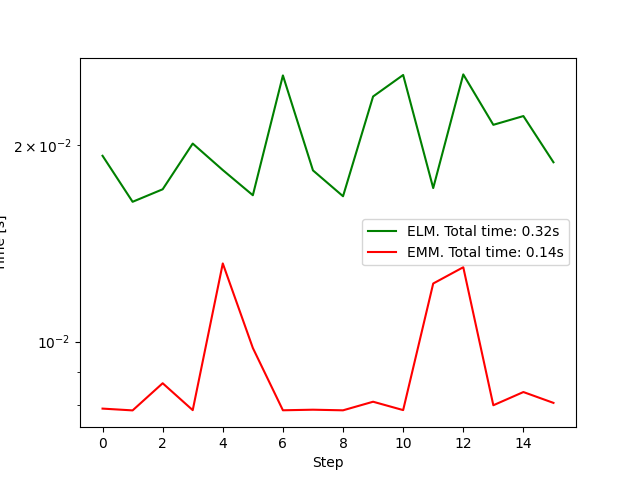 2 × 10⁻²
10⁻²
Time [s]
ELM. Total time: 0.32s
EMM. Total time: 0.14s
0 2 4 6 8 10 12 14
Step